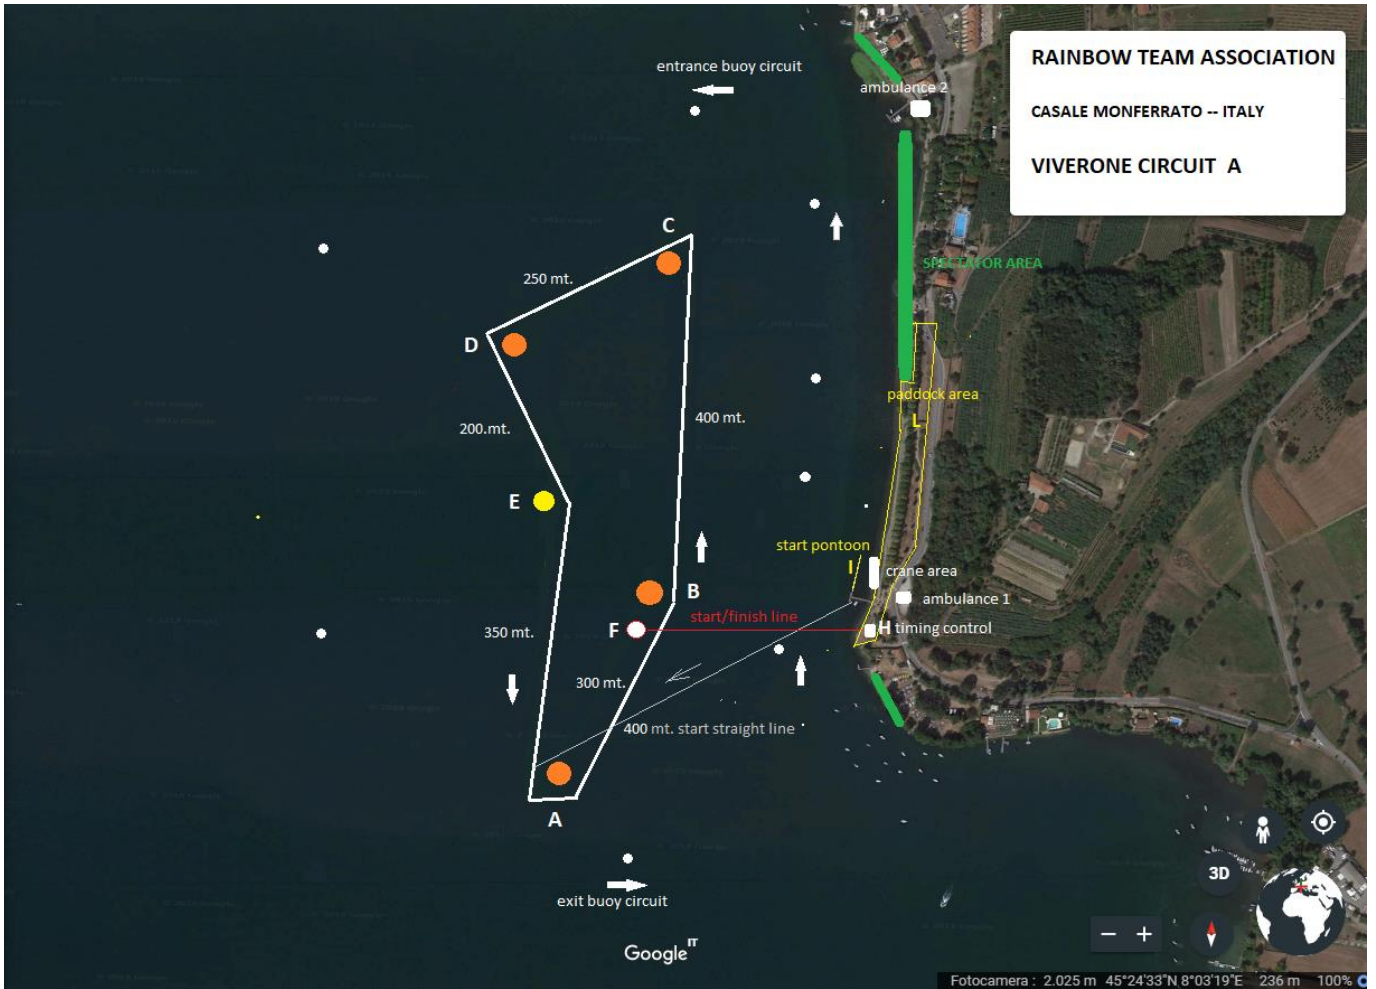 RAINBOW TEAM ASSOCIATION
CASALE MONFERRATO -- ITALY
VIVERONE CIRCUIT A
entrance buoy circuit
ambulance 2
C
250 mt.
SPECTATOR AREA
D
paddock area
L
400 mt.
200.mt.
E
start pontoon
I
crane area
B
ambulance 1
start/finish line
F
H timing control
350 mt.
300 mt.
400 mt. start straight line
A
exit buoy circuit
3D
Google
IT
Fotocamera : 2.025 m 45°24'33"N 8°03'19"E 236 m 100%